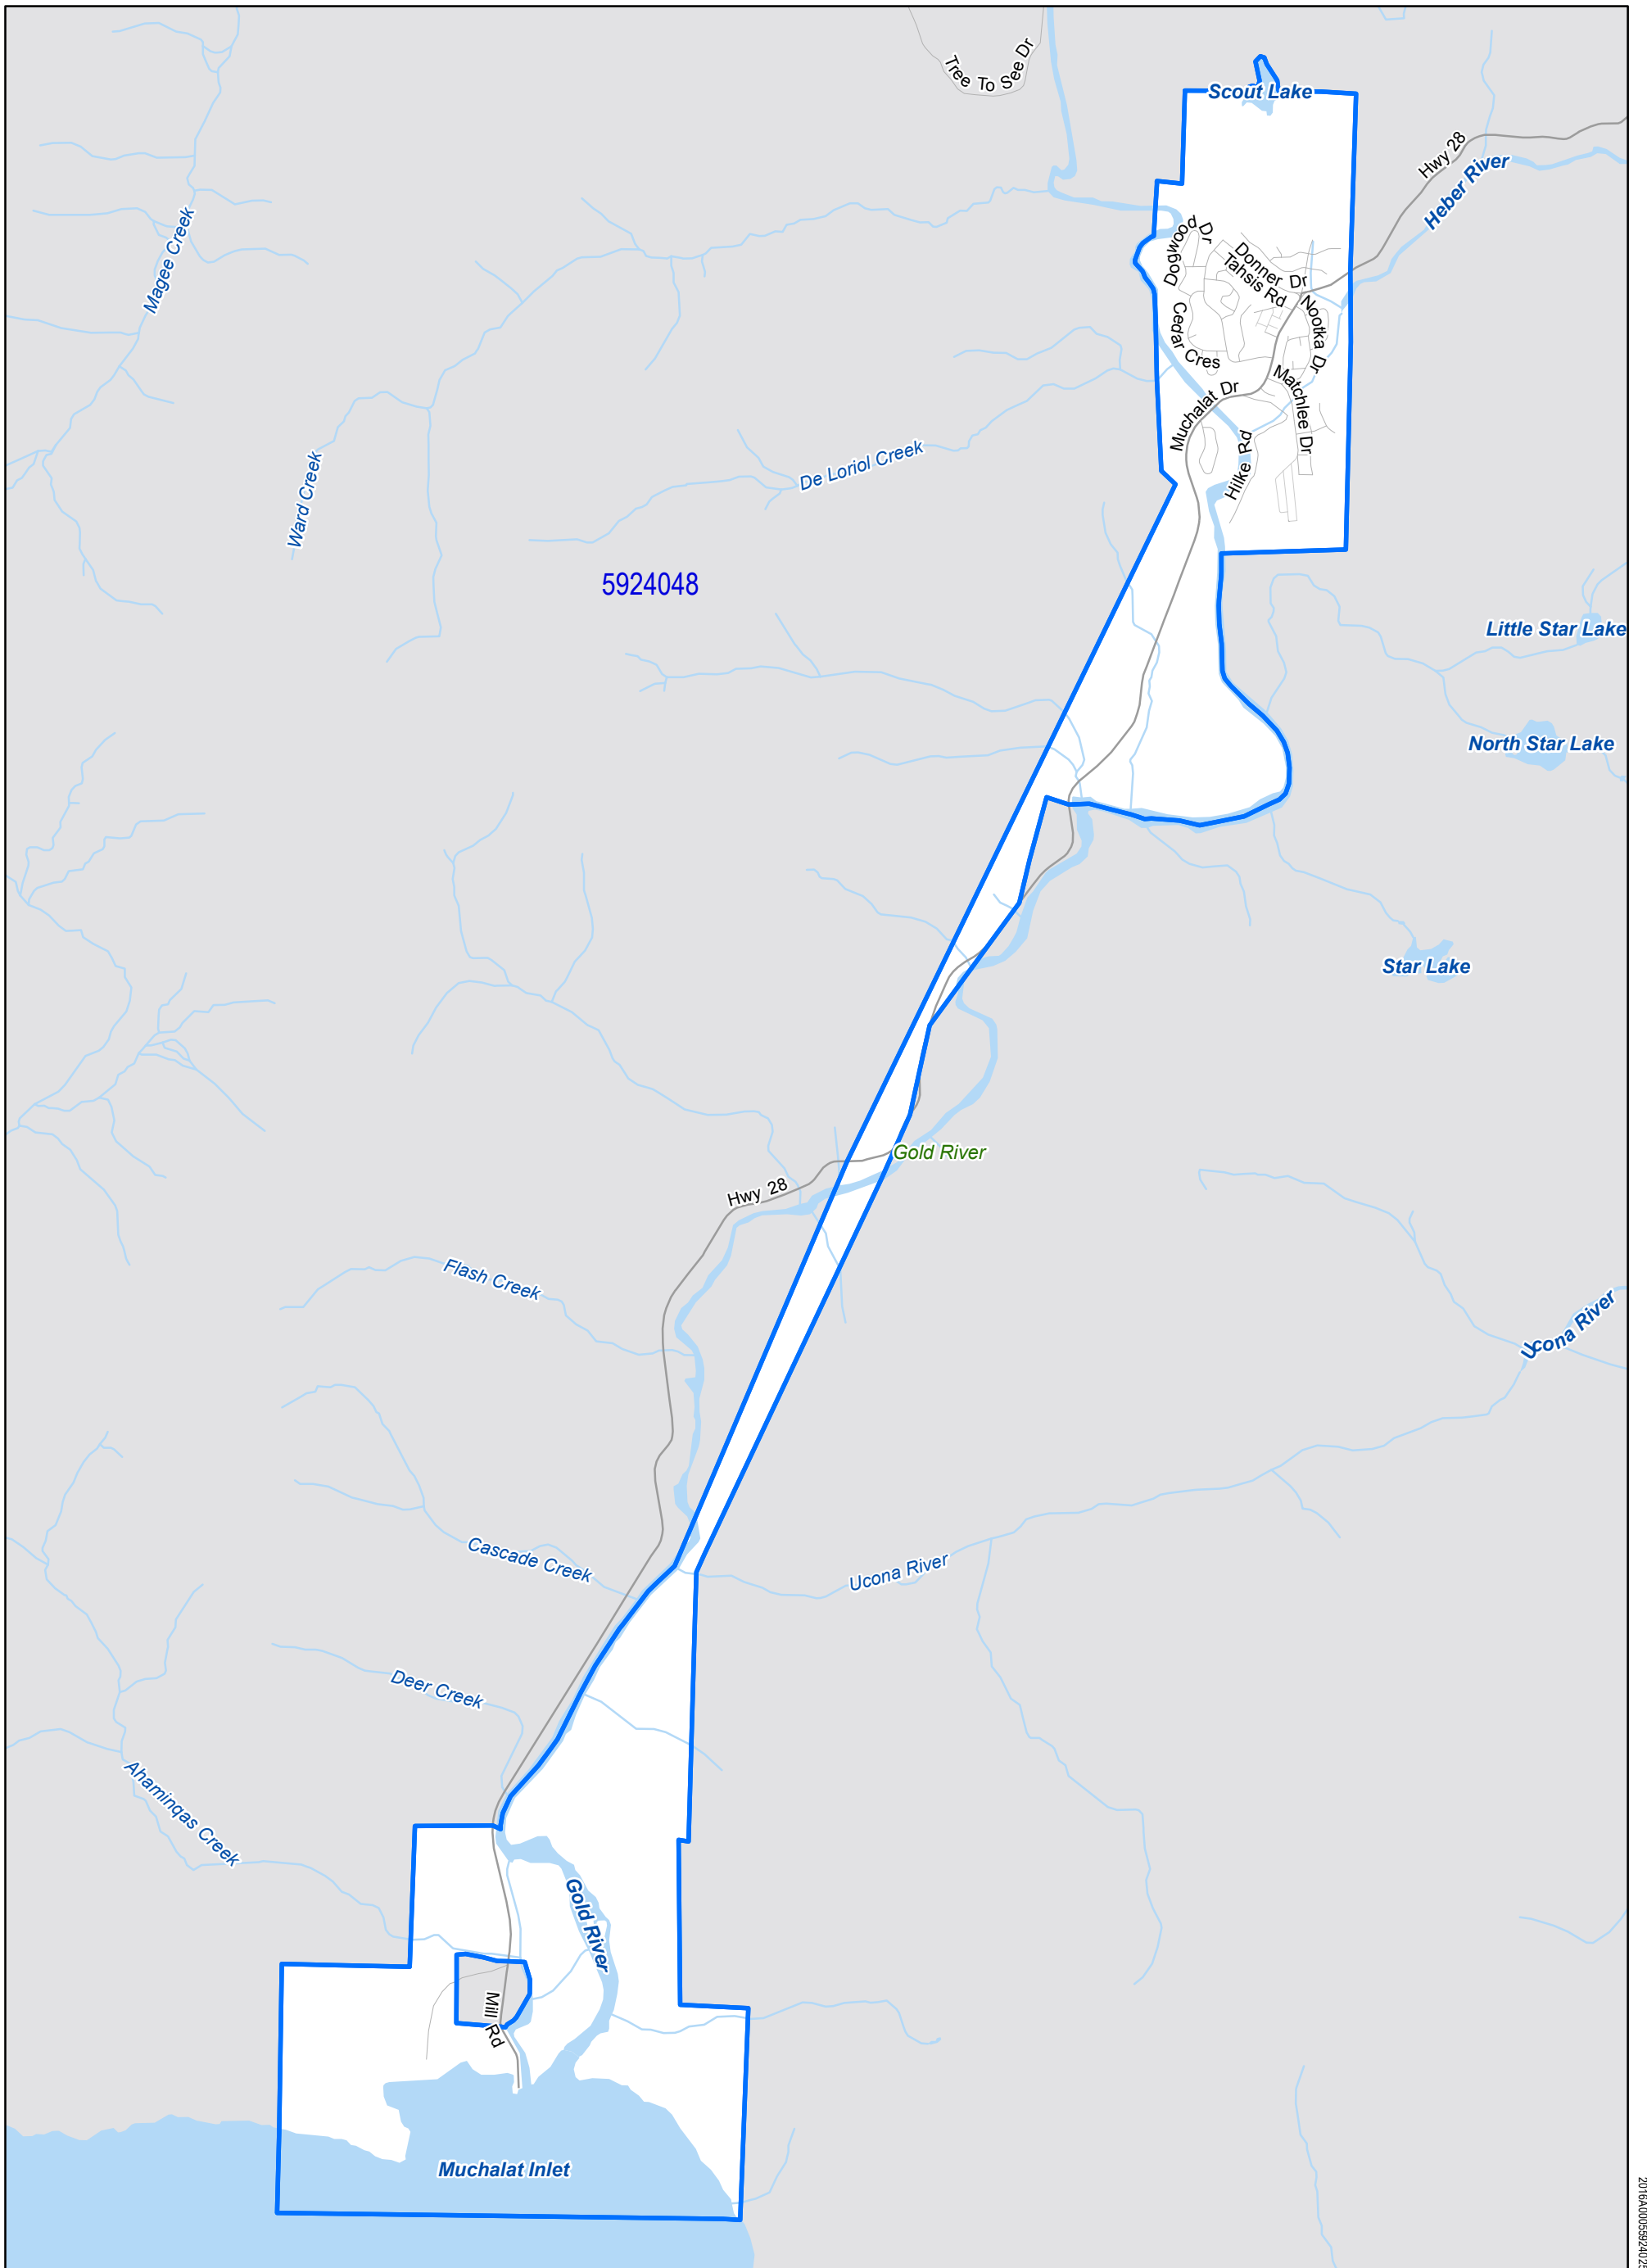 Tree To See Dr
Scout Lake
Hwy 28
Heber River
Magee Creek
Dogwood Dr
Donner Dr
Tahsis Rd
Nootka Dr
Cedar Cres
Muchalat Dr
Matchlee Dr
Hilke Rd
De Loriol Creek
Ward Creek
5924048
Little Star Lake
North Star Lake
Star Lake
Gold River
Hwy 28
Flash Creek
Ucona River
Cascade Creek
Ucona River
Deer Creek
Ahaminqas Creek
Gold River
Mill Rd
Muchalat Inlet